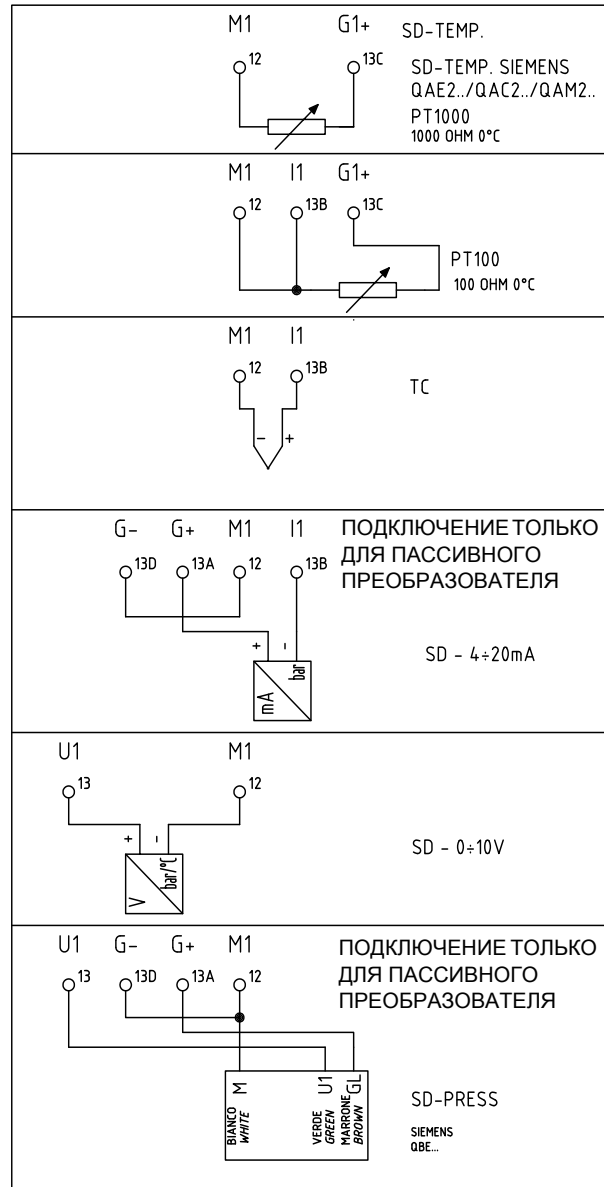 M1 G1+ SD-TEMP.
12 13C SD-TEMP. SIEMENS
QAE2../QAC2../QAM2..
PT1000
1000 OHM 0°C
M1 I1 G1+
12 13B 13C
PT100
100 OHM 0°C
M1 I1
12 13B
TC
- +
G- G+ M1 I1 ПОДКЛЮЧЕНИЕ ТОЛЬКО
13D 13A 12 13B ДЛЯ ПАССИВНОГО
ПРЕОБРАЗОВАТЕЛЯ
+ -
mA bar
SD - 4÷20mA
U1 M1
13 12
+ -
V bar/°C
SD - 0÷10V
U1 G- G+ M1 ПОДКЛЮЧЕНИЕ ТОЛЬКО
13 13D 13A 12 ДЛЯ ПАССИВНОГО
ПРЕОБРАЗОВАТЕЛЯ
M U1 GL
BIANCO VERDE MARRONE
WHITE GREEN BROWN
SD-PRESS
SIEMENS
QBE...